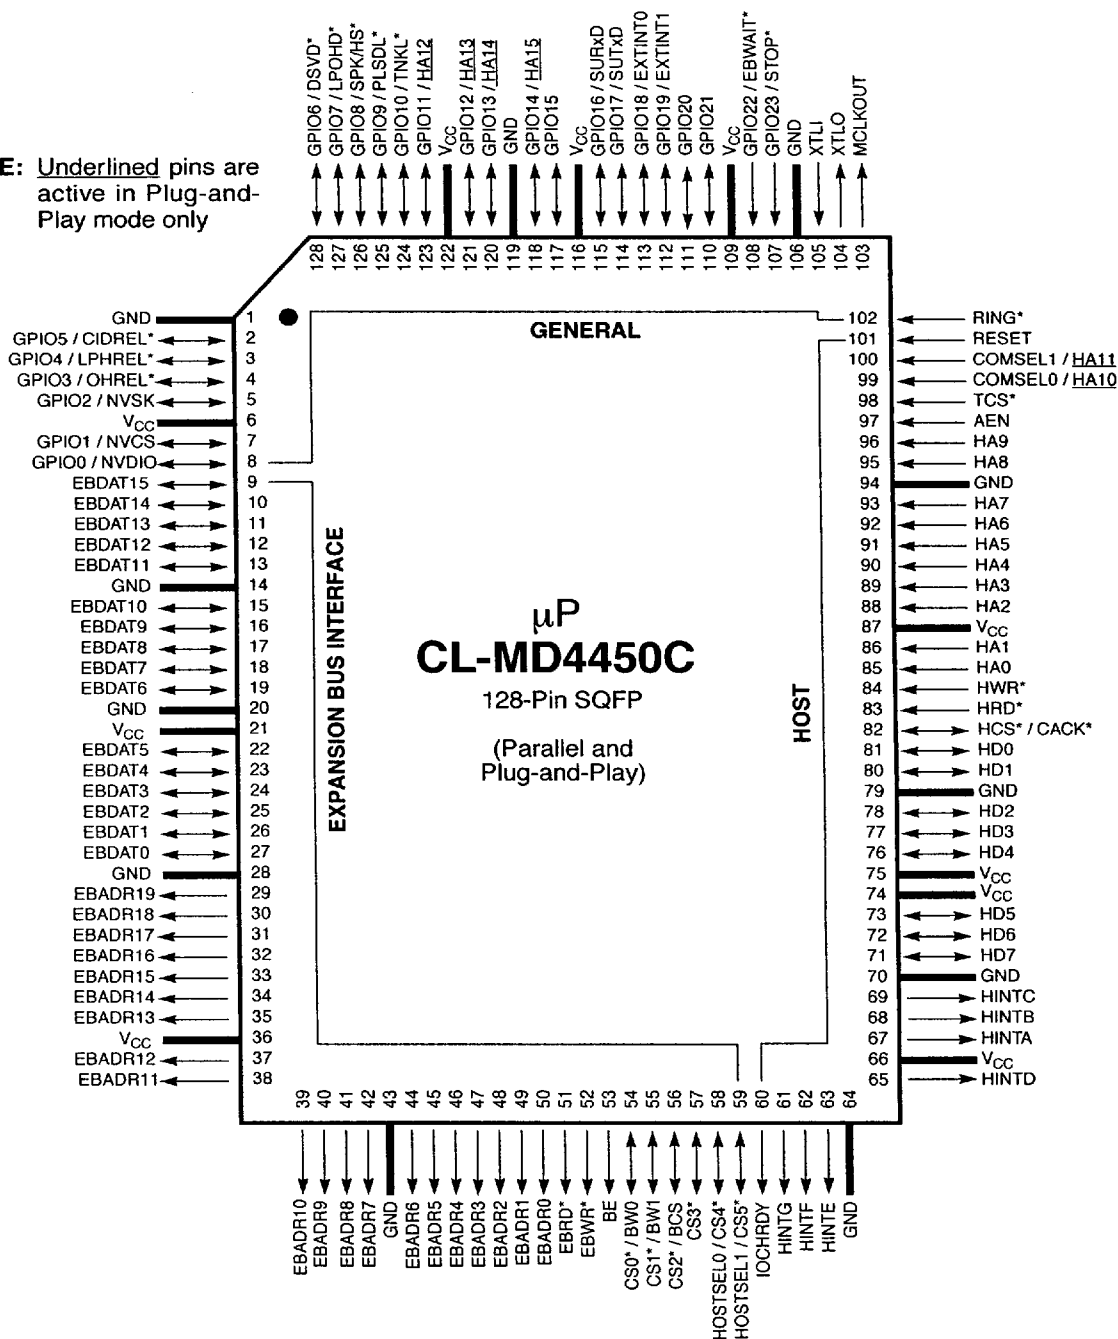 GPIO6 / DSVD*
GPIO7 / LPOHD*
GPIO8 / SPK/HS*
GPIO9 / PLSDL*
GPIO10 / TNKL*
GPIO11 / HA12
VCC
GPIO12 / HA13
GPIO13 / HA14
GND
GPIO14 / HA15
GPIO15
VCC
GPIO16 / SURxD
GPIO17 / SUTxD
GPIO18 / EXTINT0
GPIO19 / EXTINT1
GPIO20
GPIO21
VCC
GPIO22 / EBWAIT*
GPIO23 / STOP*
GND
XTLI
XTLO
MCLKOUT
E: Underlined pins are
active in Plug-and-
Play mode only
128
127
126
125
124
123
122
121
120
119
118
117
116
115
114
113
112
111
110
109
108
107
106
105
104
103
GND 1
GPIO5 / CIDREL* 2
GPIO4 / LPHREL* 3
GPIO3 / OHREL* 4
GPIO2 / NVSK 5
VCC 6
GPIO1 / NVCS 7
GPIO0 / NVDIO 8
EBDAT15 9
EBDAT14 10
EBDAT13 11
EBDAT12 12
EBDAT11 13
GND 14
EBDAT10 15
EBDAT9 16
EBDAT8 17
EBDAT7 18
EBDAT6 19
GND 20
VCC 21
EBDAT5 22
EBDAT4 23
EBDAT3 24
EBDAT2 25
EBDAT1 26
EBDAT0 27
GND 28
EBADR19 29
EBADR18 30
EBADR17 31
EBADR16 32
EBADR15 33
EBADR14 34
EBADR13 35
VCC 36
EBADR12 37
EBADR11 38
GENERAL
EXPANSION BUS INTERFACE
µP
CL-MD4450C
128-Pin SQFP
(Parallel and
Plug-and-Play)
HOST
102 RING*
101 RESET
100 COMSEL1 / HA11
99 COMSEL0 / HA10
98 TCS*
97 AEN
96 HA9
95 HA8
94 GND
93 HA7
92 HA6
91 HA5
90 HA4
89 HA3
88 HA2
87 VCC
86 HA1
85 HA0
84 HWR*
83 HRD*
82 HCS* / CACK*
81 HD0
80 HD1
79 GND
78 HD2
77 HD3
76 HD4
75 VCC
74 VCC
73 HD5
72 HD6
71 HD7
70 GND
69 HINTC
68 HINTB
67 HINTA
66 VCC
65 HINTD
39
40
41
42
43
44
45
46
47
48
49
50
51
52
53
54
55
56
57
58
59
60
61
62
63
64
EBADR10
EBADR9
EBADR8
EBADR7
GND
EBADR6
EBADR5
EBADR4
EBADR3
EBADR2
EBADR1
EBADR0
EBRD*
EBWR*
BE
CS0* / BW0
CS1* / BW1
CS2* / BCS
CS3*
HOSTSEL0 / CS4*
HOSTSEL1 / CS5*
IOCHRDY
HINTG
HINTF
HINTE
GND